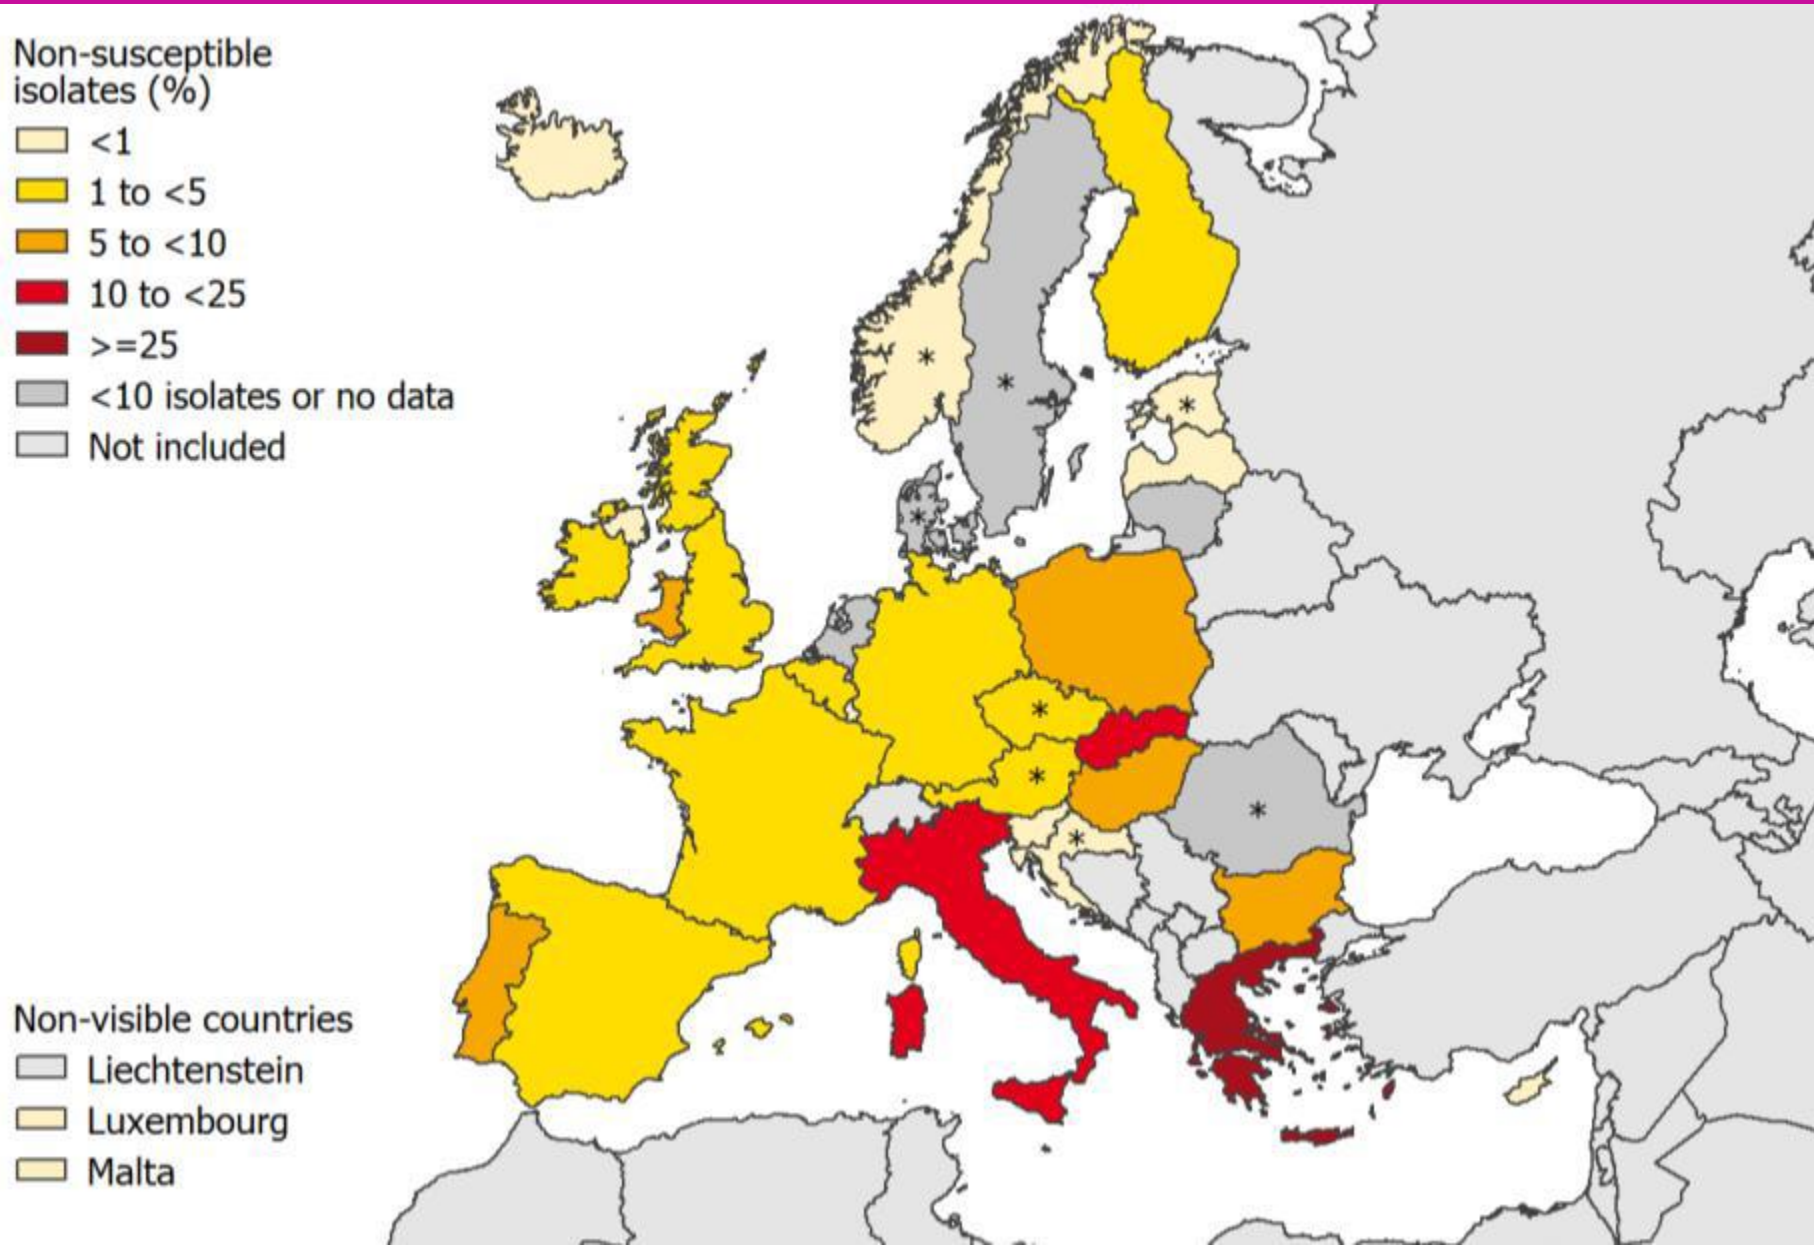 Non-susceptible
isolates (%)
<1
1 to <5
5 to <10
10 to <25
>=25
<10 isolates or no data
Not included
*
*
*
*
*
*
*
*
Non-visible countries
Liechtenstein
Luxembourg
Malta